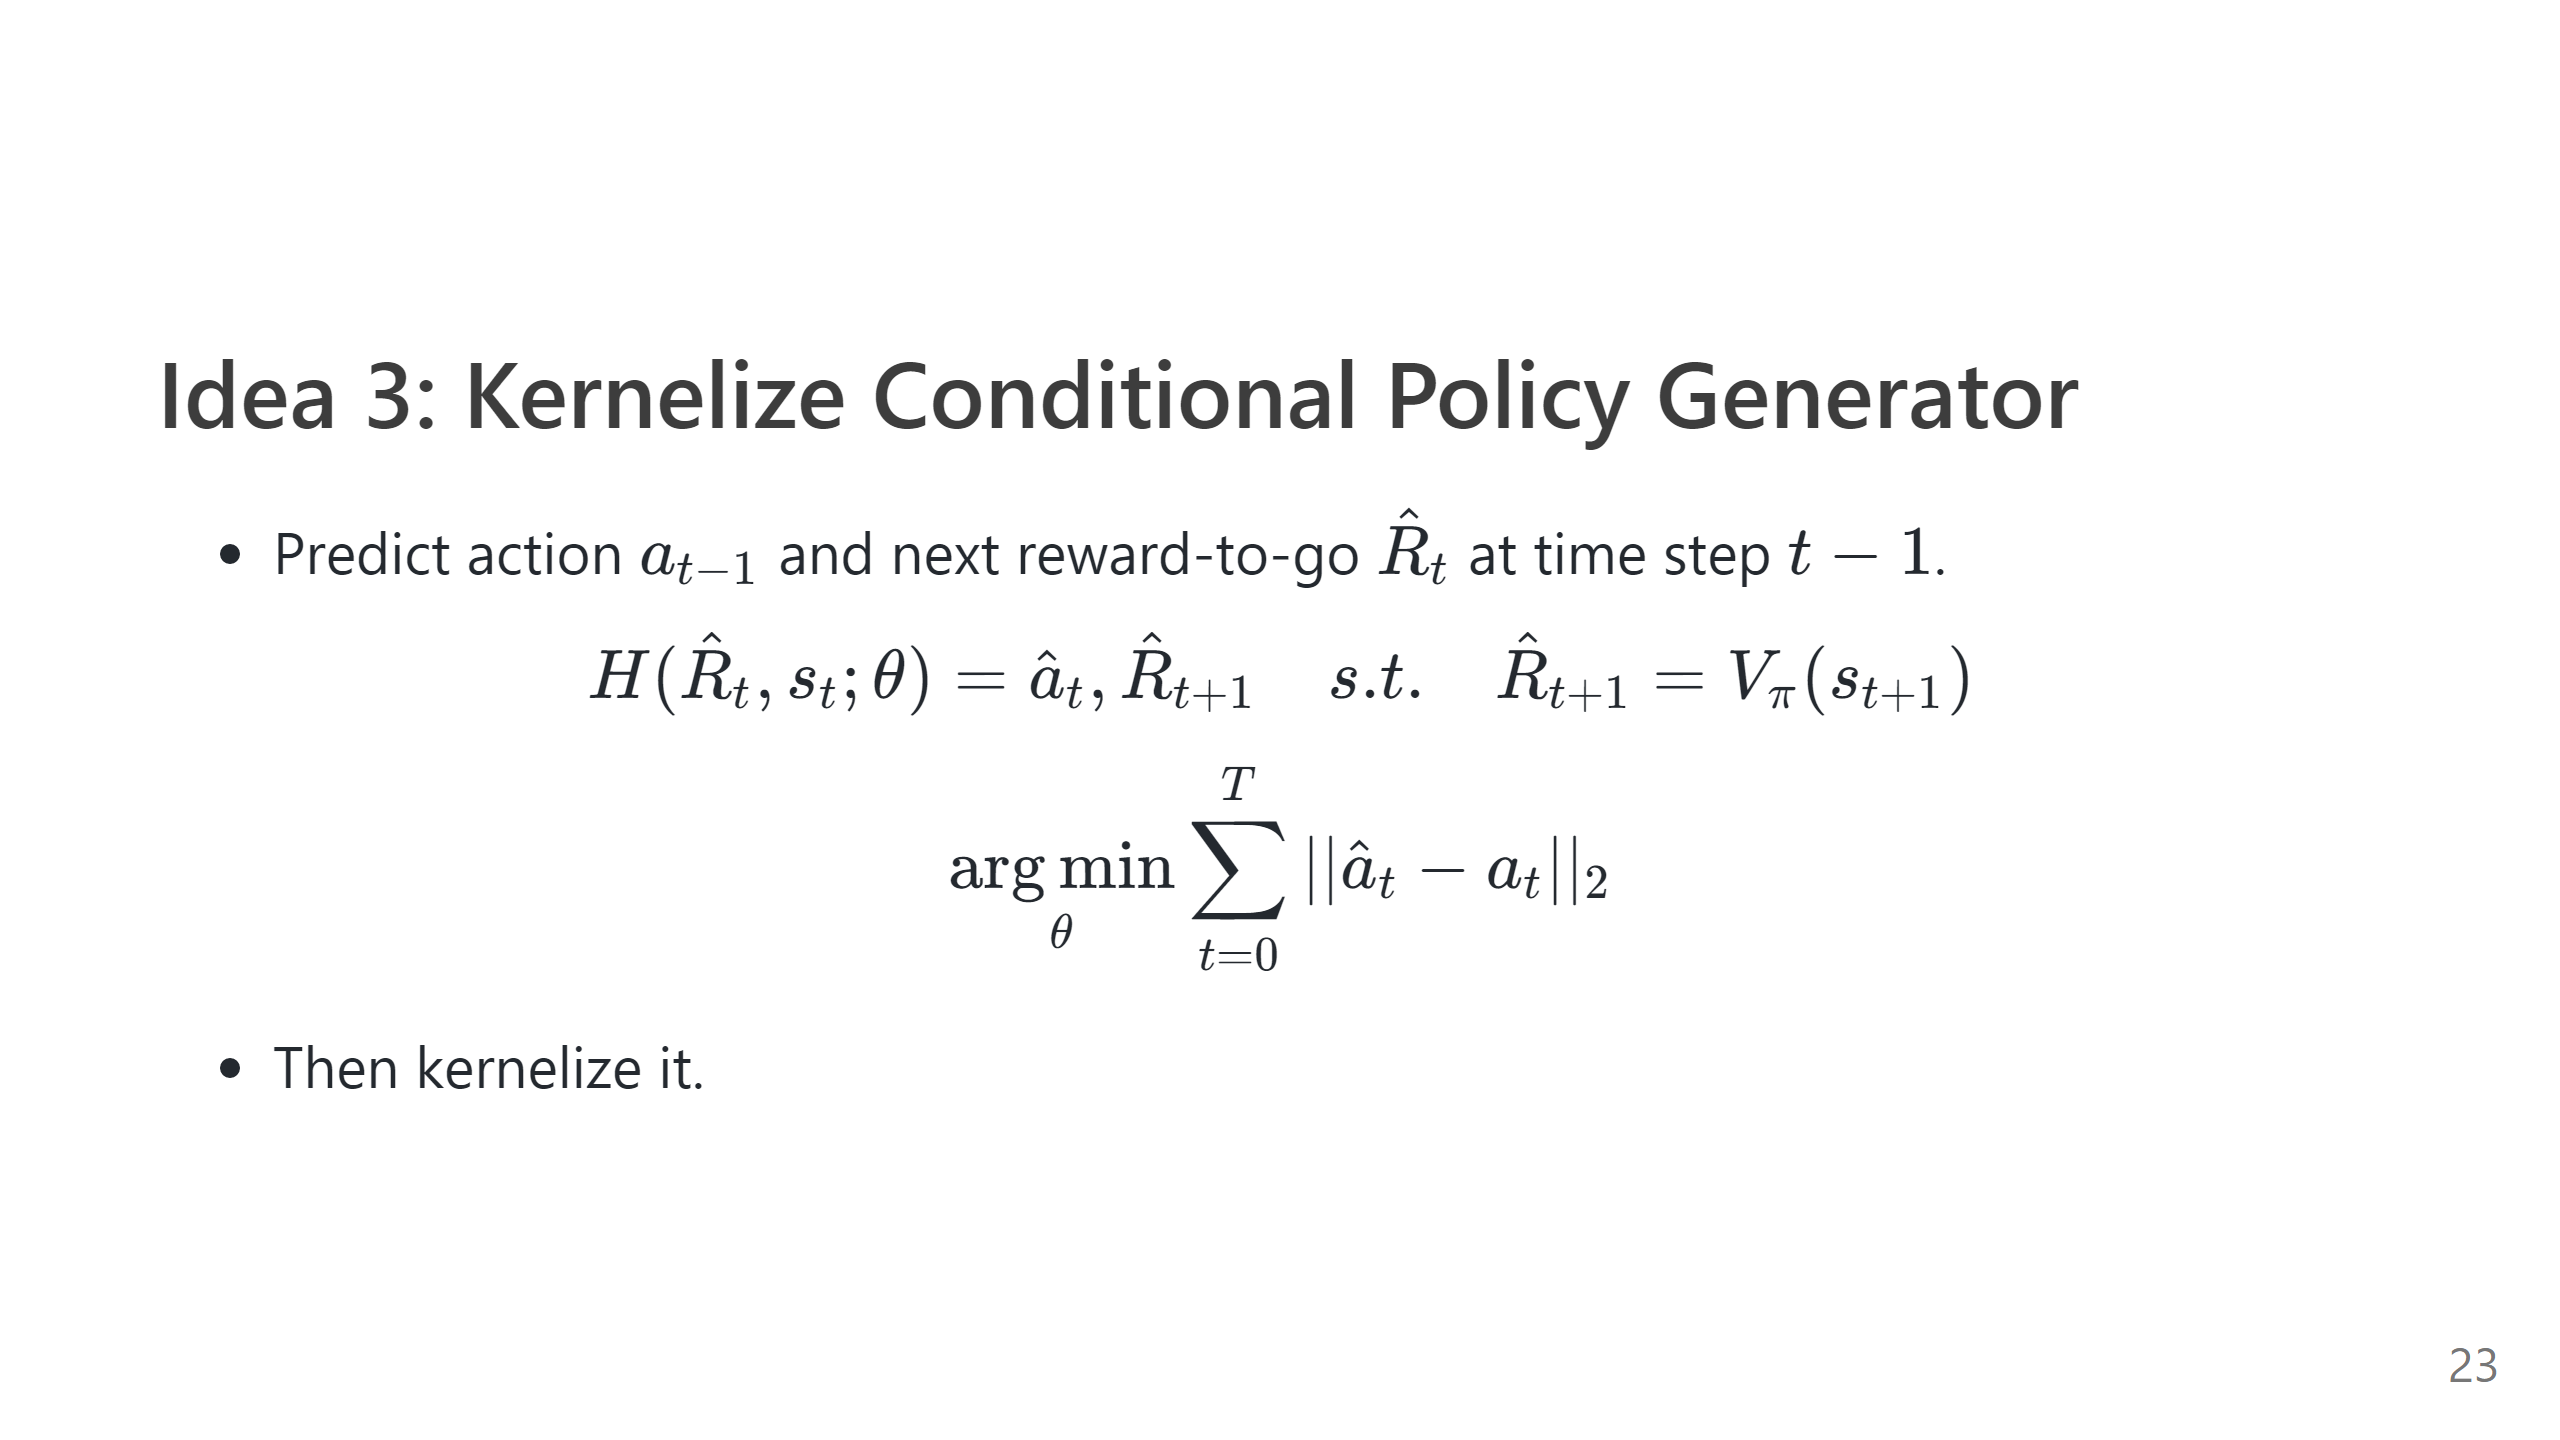 Idea 3: Kernelize Conditional Policy Generator
• Predict action $a_{t-1}$ and next reward-to-go $\hat{R}_t$ at time step $t - 1$.
$H(\hat{R}_t, s_t; \theta) = \hat{a}_t, \hat{R}_{t+1} \quad s.t. \quad \hat{R}_{t+1} = V_\pi(s_{t+1})$
$\arg\min_{\theta} \sum_{t=0}^{T} ||\hat{a}_t - a_t||_2$
• Then kernelize it.
23